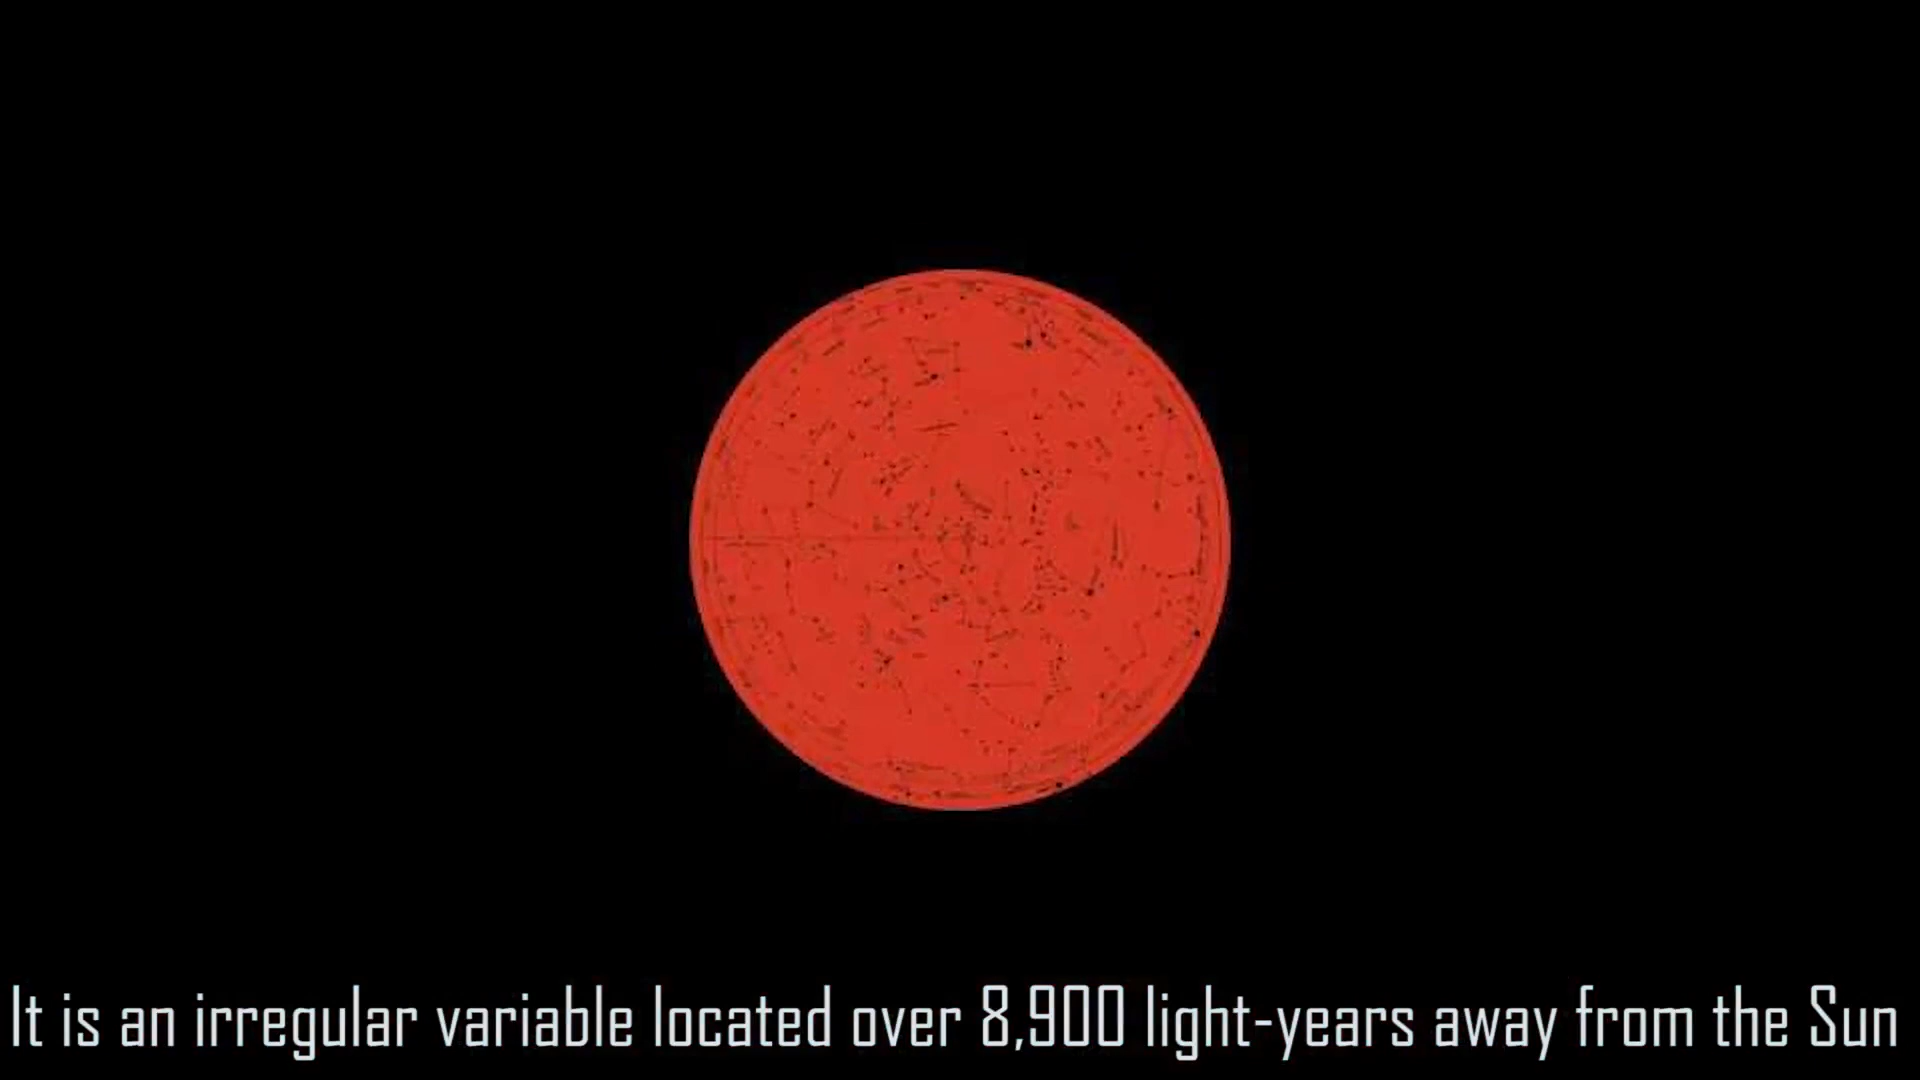 It is an irregular variable located over 8,900 light-years away from the Sun